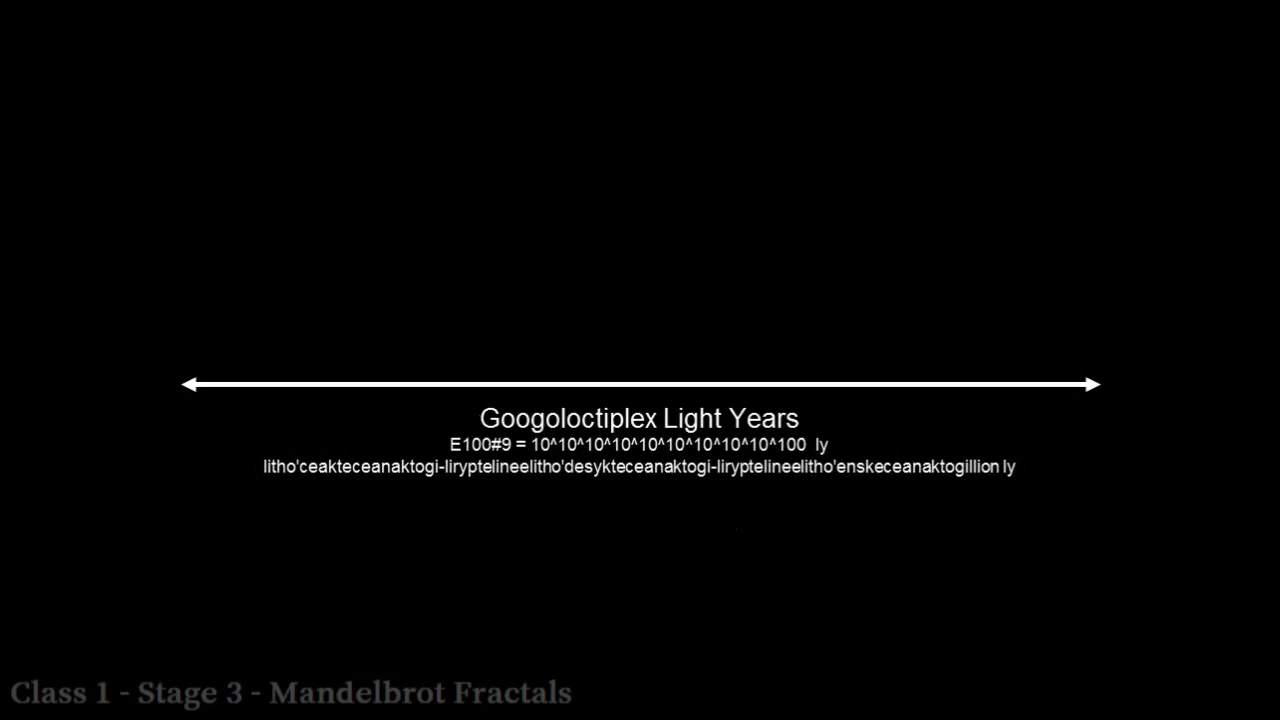 Googoloctiplex Light Years
E100#9 = 10^10^10^10^10^10^10^10^10^100 ly
litho'ceakteceanaktogi-liryptelineelitho'desykteceanaktogi-liryptelineelitho'enskeceanaktogillion ly
Class 1 - Stage 3 - Mandelbrot Fractals